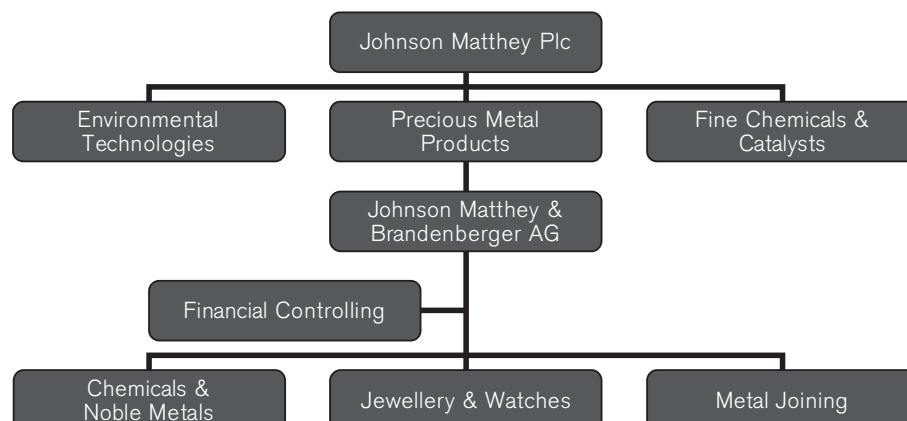 Johnson Matthey Plc
Environmental
Technologies
Precious Metal
Products
Fine Chemicals &
Catalysts
Johnson Matthey &
Brandenberger AG
Financial Controlling
Chemicals &
Noble Metals
Jewellery & Watches
Metal Joining